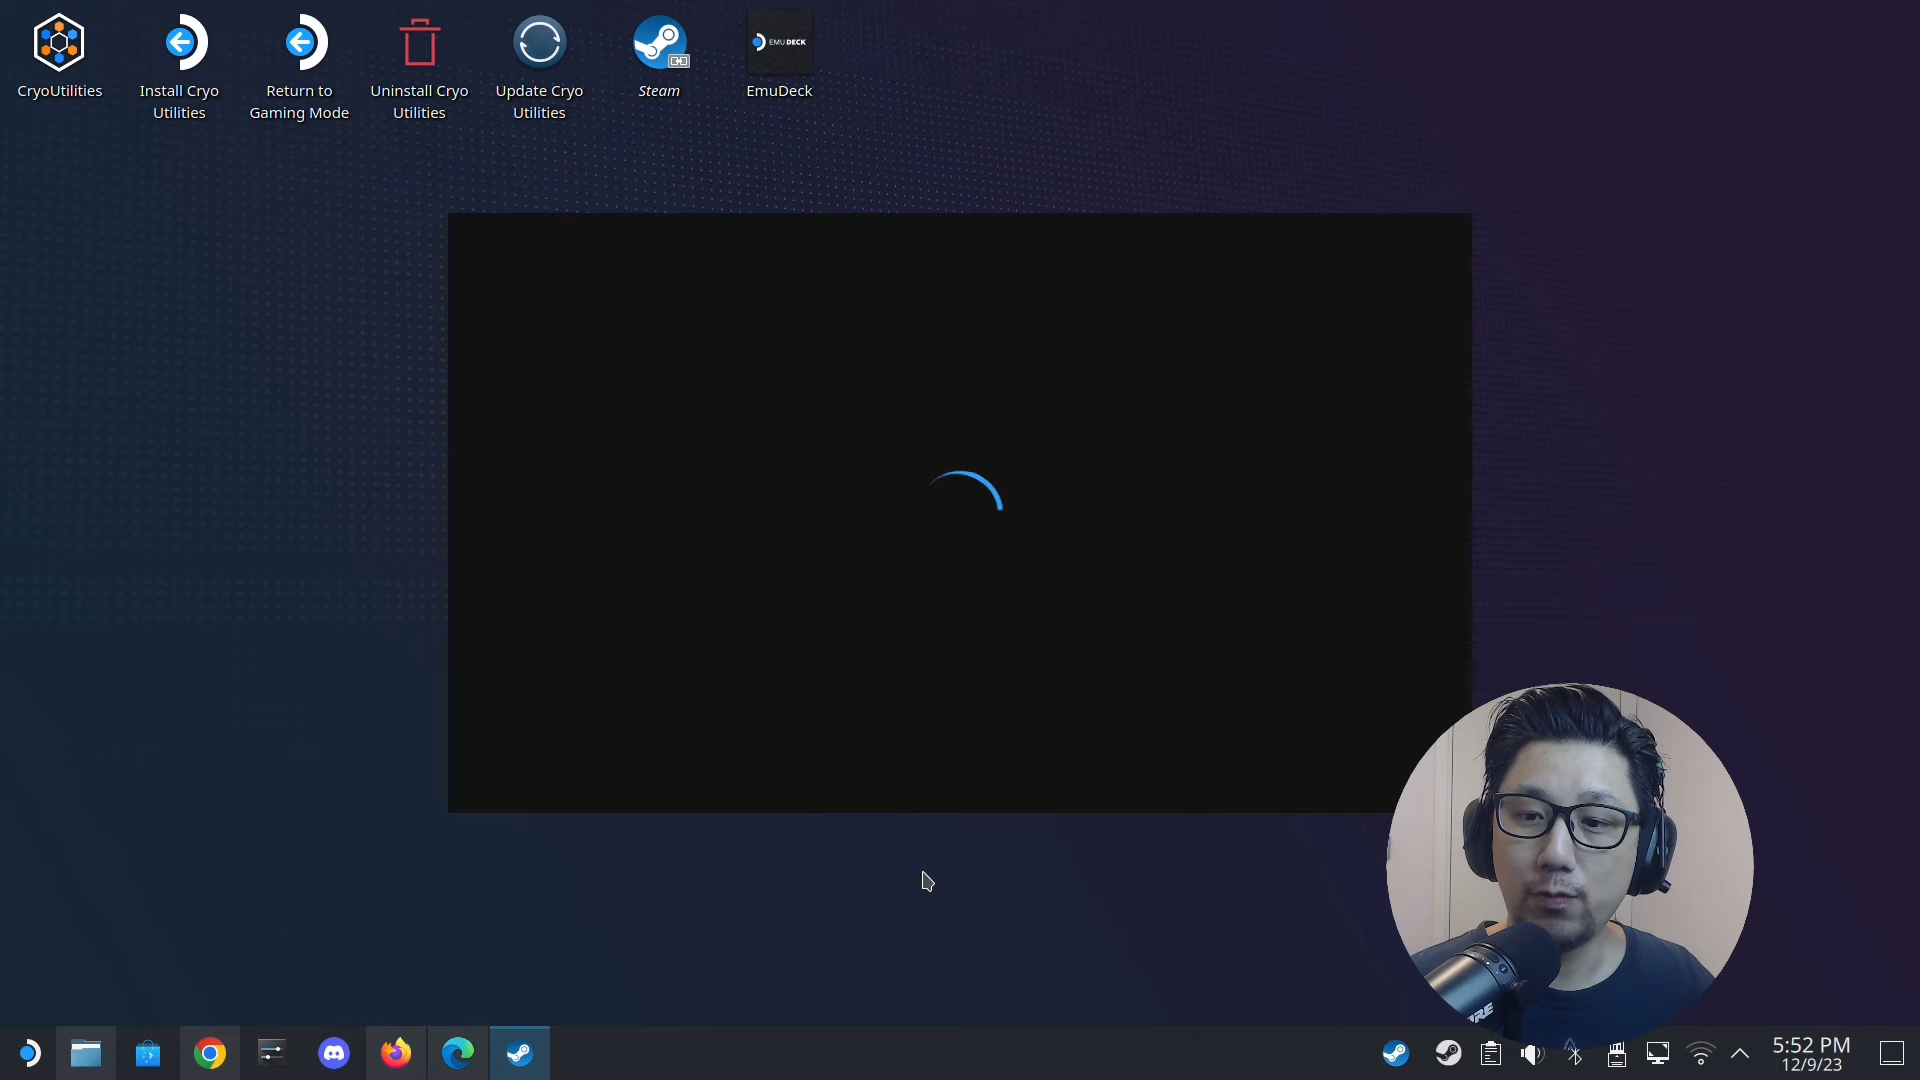 CryoUtilities
Install Cryo
Utilities
Return to
Gaming Mode
Uninstall Cryo
Utilities
Update Cryo
Utilities
Steam
EMU DECK
EmuDeck
5:52 PM
12/9/23